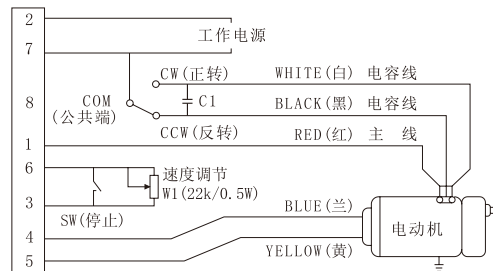 2
工作电源
7
CW(正转)
WHITE(白) 电容线
8
COM
(公共端)
C1
BLACK(黑) 电容线
CCW(反转)
RED(红) 主 线
1
6
速度调节
W1(22k/0.5W)
3
SW(停止)
BLUE(兰)
电动机
4
YELLOW(黄)
5